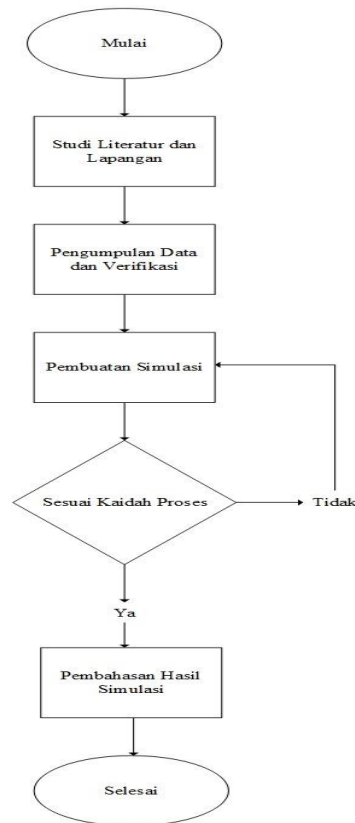 Mulai
Studi Literatur dan
Lapangan
Pengumpulan Data
dan Verifikasi
Pembuatan Simulasi
Sesuai Kaidah Proses
Tidak
Ya
Pembahasan Hasil
Simulasi
Selesai